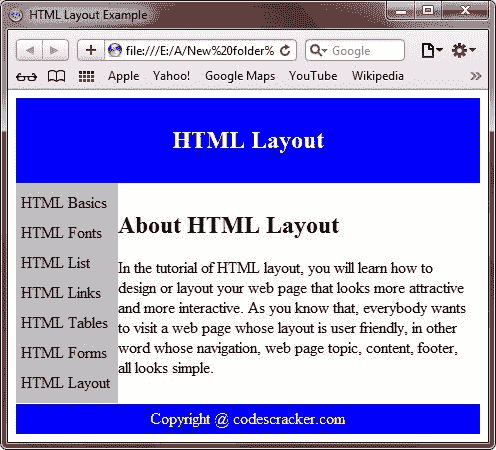 HTML Layout Example
file:///E:/A/New%20folder%
Google
Apple Yahoo! Google Maps YouTube Wikipedia
HTML Layout
HTML Basics
HTML Fonts
HTML List
HTML Links
HTML Tables
HTML Forms
HTML Layout
About HTML Layout
In the tutorial of HTML layout, you will learn how to
design or layout your web page that looks more attractive
and more interactive. As you know that, everybody wants
to visit a web page whose layout is user friendly, in other
word whose navigation, web page topic, content, footer,
all looks simple.
Copyright @ codescracker.com